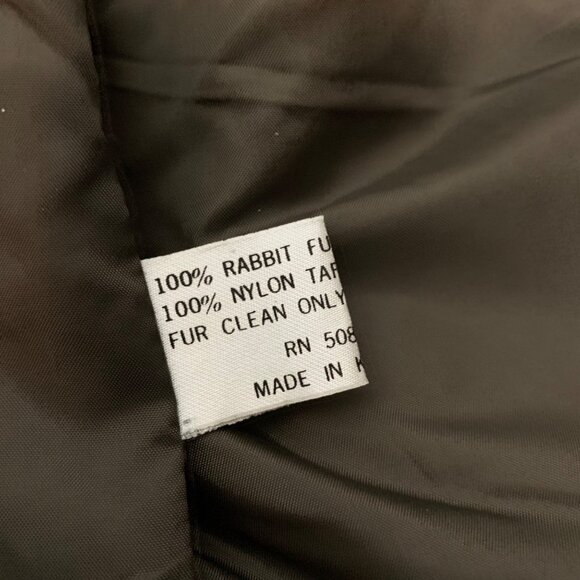 100% RABBIT FU
100% NYLON TAF
FUR CLEAN ONLY
RN 508
MADE IN K